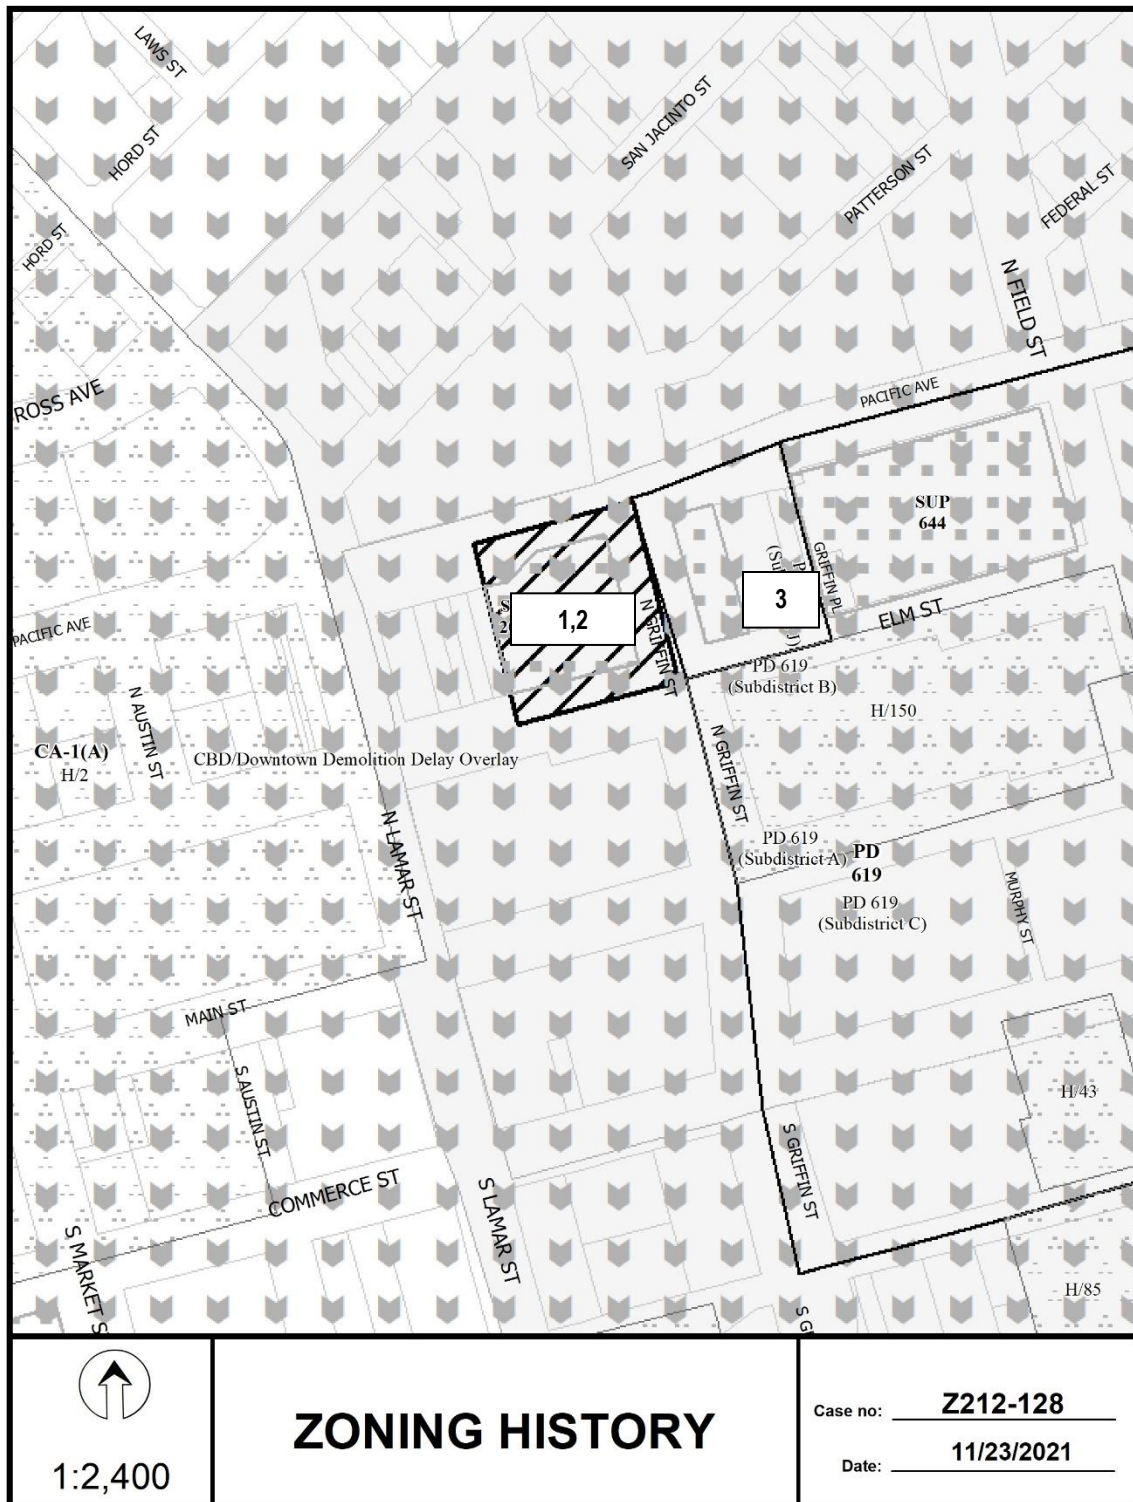 LAWS ST
HORD ST
SAN JACINTO ST
PATTERSON ST
FEDERAL ST
HORD ST
N FIELD ST
ROSS AVE
PACIFIC AVE
SUP
644
GRIFFIN PL
3
1,2
N GRIFFIN ST
ELM ST
PACIFIC AVE
PD 619
(Subdistrict B)
H/150
N AUSTIN ST
CA-1(A)
H/2
CBD/Downtown Demolition Delay Overlay
N GRIFFIN ST
N LAMAR ST
PD 619
(Subdistrict A)
PD
619
PD 619
(Subdistrict C)
MURPHY ST
MAIN ST
S AUSTIN ST
H/43
S GRIFFIN ST
COMMERCE ST
S LAMAR ST
S MARKET S
H/85
S G
1:2,400
ZONING HISTORY
Case no: Z212-128
Date: 11/23/2021